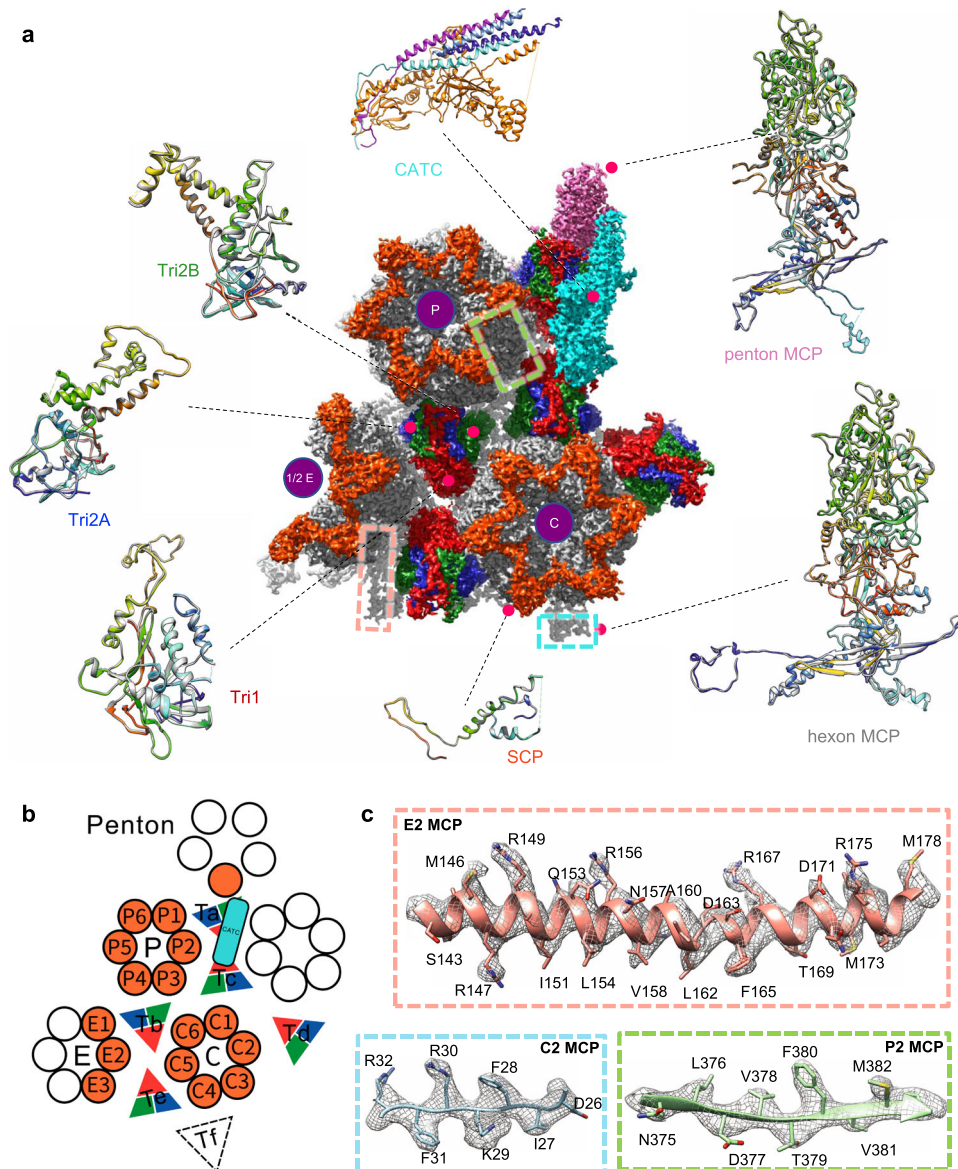 a
CATC
Tri2B
P
penton MCP
1/2 E
Tri2A
C
Tri1
SCP
hexon MCP
b
Penton
P6 P1
Ta
CATC
P5 P P2
P4 P3
Tc
E1
Tb
C6 C1
Td
E E2
C5 C C2
E3
C4 C3
Te
Tf
c
E2 MCP
R149
M146
R156
Q153
N157
A160
R167
D163
D171
R175
M178
S143
R147
I151
L154
V158
L162
F165
T169
M173
C2 MCP
R32
R30
F28
D26
F31
K29
I27
P2 MCP
L376
V378
F380
M382
N375
D377
T379
V381